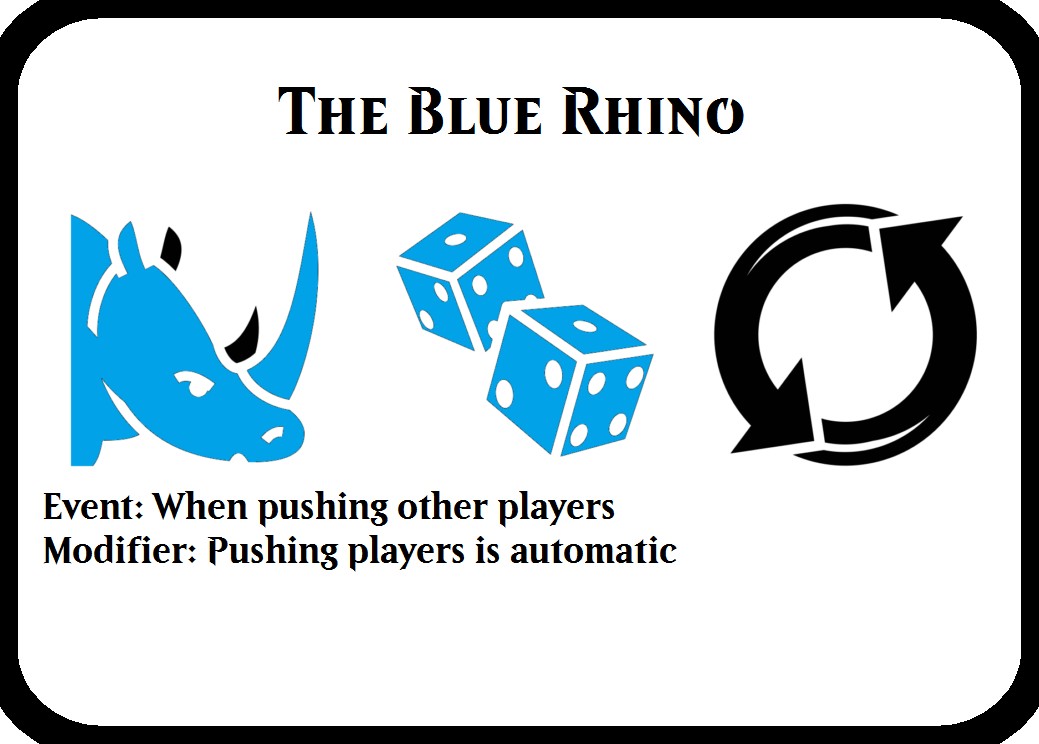 The Blue Rhino
Event: When pushing other players
Modifier: Pushing players is automatic